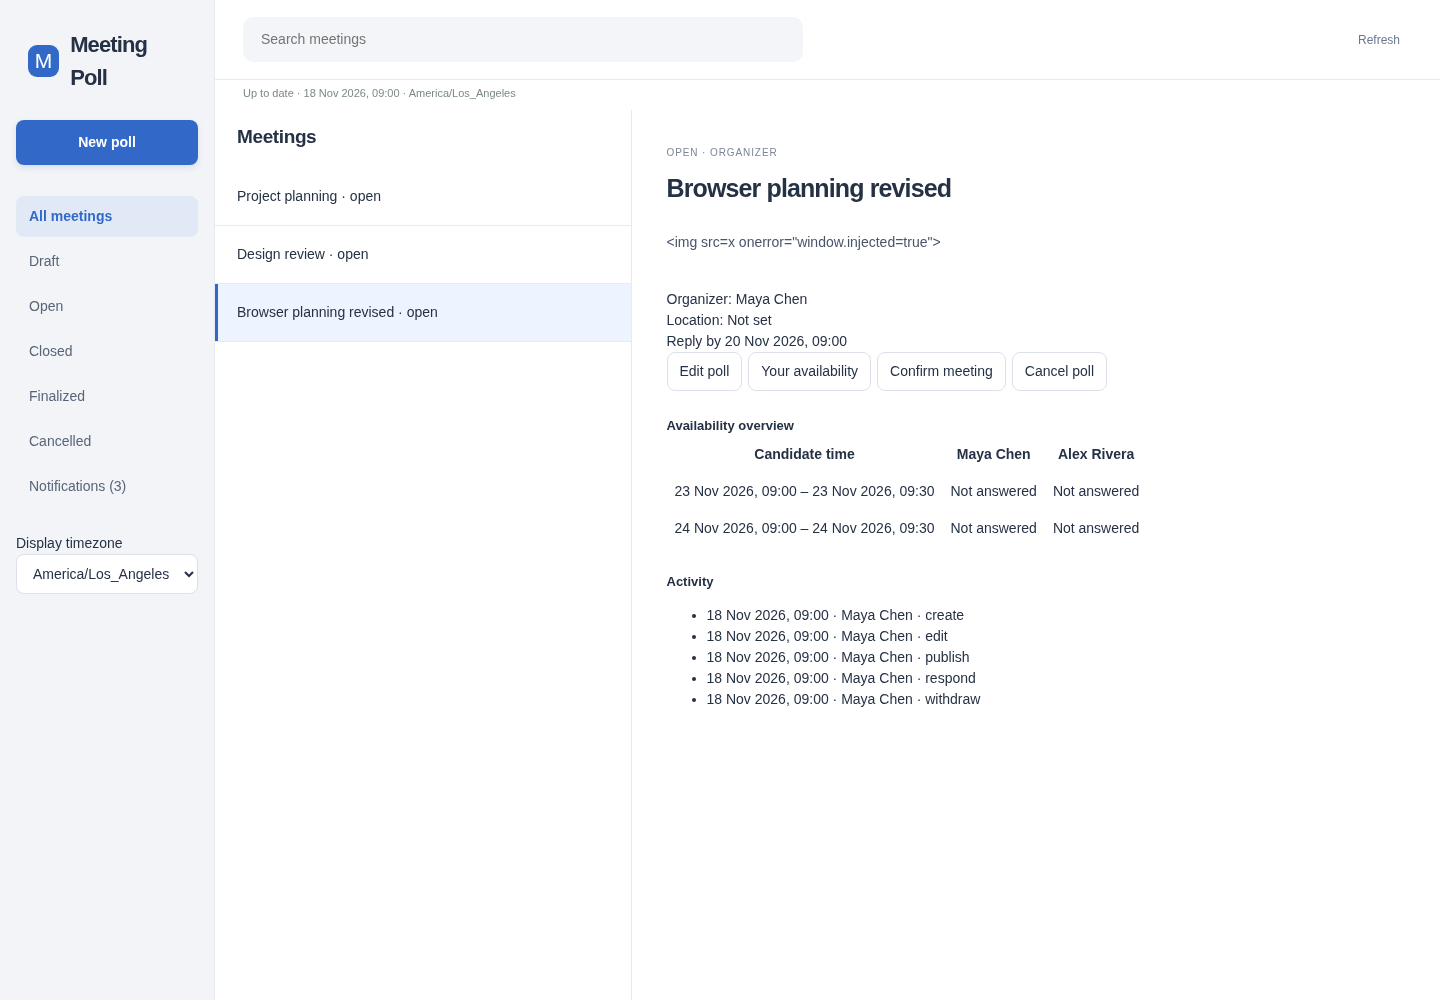 M
Meeting
Poll
New poll
All meetings
Draft
Open
Closed
Finalized
Cancelled
Notifications (3)
Display timezone
America/Los_Angeles
Search meetings
Refresh
Up to date · 18 Nov 2026, 09:00 · America/Los_Angeles
Meetings
Project planning · open
Design review · open
Browser planning revised · open
OPEN · ORGANIZER
Browser planning revised
<img src=x onerror="window.injected=true">
Organizer: Maya Chen
Location: Not set
Reply by 20 Nov 2026, 09:00
Edit poll Your availability Confirm meeting Cancel poll
Availability overview
Candidate time Maya Chen Alex Rivera
23 Nov 2026, 09:00 – 23 Nov 2026, 09:30 Not answered Not answered
24 Nov 2026, 09:00 – 24 Nov 2026, 09:30 Not answered Not answered
Activity
• 18 Nov 2026, 09:00 · Maya Chen · create
• 18 Nov 2026, 09:00 · Maya Chen · edit
• 18 Nov 2026, 09:00 · Maya Chen · publish
• 18 Nov 2026, 09:00 · Maya Chen · respond
• 18 Nov 2026, 09:00 · Maya Chen · withdraw